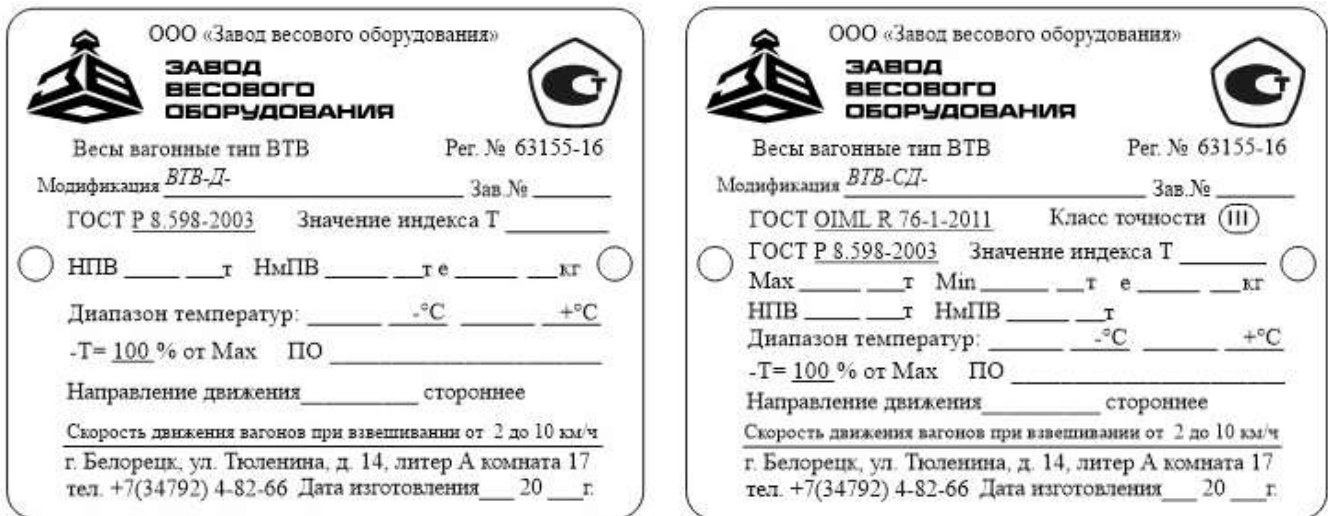 ООО «Завод весового оборудования»
ЗАВОД
ВЕСОВОГО
ОБОРУДОВАНИЯ
ЗВО
Ст
Весы вагонные тип ВТВ Рег. № 63155-16
Модификация ВТВ-Д- Зав.№
ГОСТ Р 8.598-2003 Значение индекса Т
НПВ т НмПВ т е кг
Диапазон температур: -°С +°С
-Т= 100 % от Max ПО
Направление движения стороннее
Скорость движения вагонов при взвешивании от 2 до 10 км/ч
г. Белорецк, ул. Тюленина, д. 14, литер А комната 17
тел. +7(34792) 4-82-66 Дата изготовления 20 г.
ООО «Завод весового оборудования»
ЗАВОД
ВЕСОВОГО
ОБОРУДОВАНИЯ
ЗВО
Ст
Весы вагонные тип ВТВ Рег. № 63155-16
Модификация ВТВ-СД- Зав.№
ГОСТ OIML R 76-1-2011 Класс точности III
ГОСТ Р 8.598-2003 Значение индекса Т
Max т Min т е кг
НПВ т НмПВ т
Диапазон температур: -°С +°С
-Т= 100 % от Max ПО
Направление движения стороннее
Скорость движения вагонов при взвешивании от 2 до 10 км/ч
г. Белорецк, ул. Тюленина, д. 14, литер А комната 17
тел. +7(34792) 4-82-66 Дата изготовления 20 г.